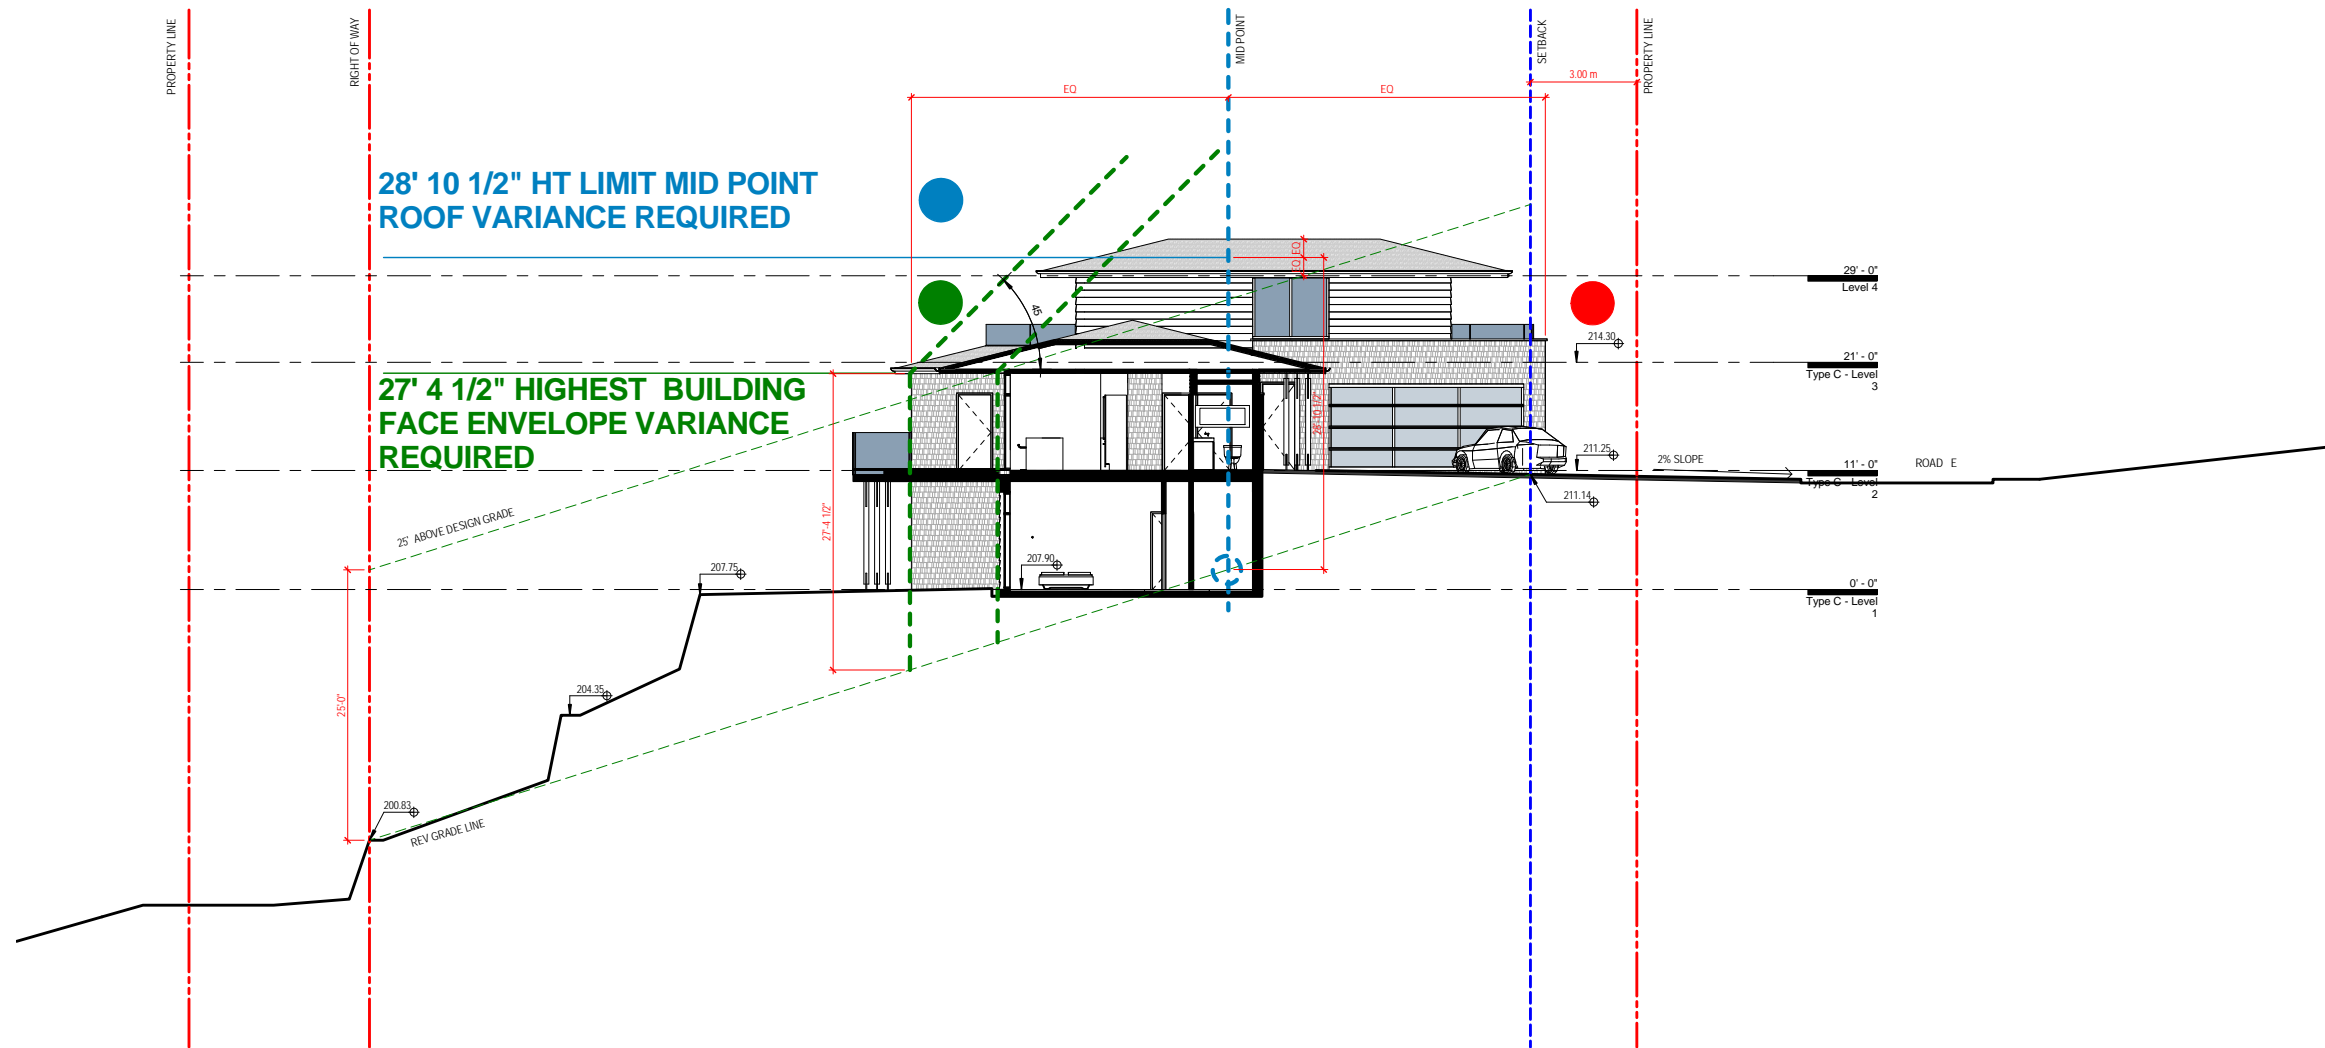 PROPERTY LINE
RIGHT OF WAY
MID POINT
SETBACK
PROPERTY LINE
3.00 m
EQ
EQ
28' 10 1/2" HT LIMIT MID POINT
ROOF VARIANCE REQUIRED
EQ
EQ
29' - 0"
Level 4
45
214.30
21' - 0"
Type C - Level
3
27' 4 1/2" HIGHEST BUILDING
FACE ENVELOPE VARIANCE
REQUIRED
28'-10 1/2"
211.25
2% SLOPE
ROAD E
11' - 0"
Type C - Level
2
211.14
27'-4 1/2"
25' ABOVE DESIGN GRADE
207.75
207.90
0' - 0"
Type C - Level
1
204.35
25'-0"
200.83
REV GRADE LINE